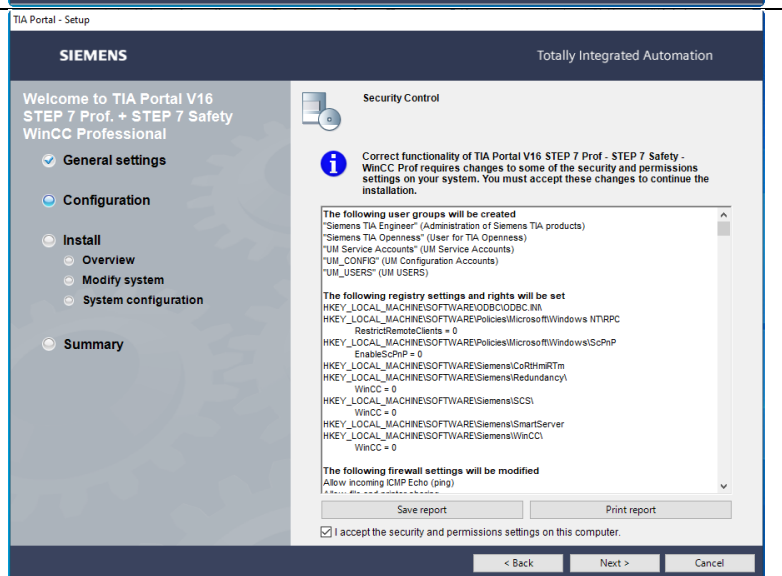 TIA Portal - Setup
SIEMENS
Totally Integrated Automation
Welcome to TIA Portal V16
STEP 7 Prof. + STEP 7 Safety
WinCC Professional
General settings
Configuration
Install
Overview
Modify system
System configuration
Summary
Security Control
Correct functionality of TIA Portal V16 STEP 7 Prof - STEP 7 Safety -
WinCC Prof requires changes to some of the security and permissions
settings on your system. You must accept these changes to continue the
installation.
The following user groups will be created
"Siemens TIA Engineer" (Administration of Siemens TIA products)
"Siemens TIA Openness" (User for TIA Openness)
"UM Service Accounts" (UM Service Accounts)
"UM_CONFIG" (UM Configuration Accounts)
"UM_USERS" (UM USERS)
The following registry settings and rights will be set
HKEY_LOCAL_MACHINE\SOFTWARE\ODBC\ODBC.INI\
HKEY_LOCAL_MACHINE\SOFTWARE\Policies\Microsoft\Windows NT\RPC
RestrictRemoteClients = 0
HKEY_LOCAL_MACHINE\SOFTWARE\Policies\Microsoft\Windows\ScPnP
EnableScPnP = 0
HKEY_LOCAL_MACHINE\SOFTWARE\Siemens\CoRtHmiRTm
HKEY_LOCAL_MACHINE\SOFTWARE\Siemens\Redundancy\
WinCC = 0
HKEY_LOCAL_MACHINE\SOFTWARE\Siemens\SCS\
WinCC = 0
HKEY_LOCAL_MACHINE\SOFTWARE\Siemens\SmartServer
HKEY_LOCAL_MACHINE\SOFTWARE\Siemens\WinCC\
WinCC = 0
The following firewall settings will be modified
Allow incoming ICMP Echo (ping)
Allow file and printer sharing
Save report
Print report
I accept the security and permissions settings on this computer.
< Back
Next >
Cancel